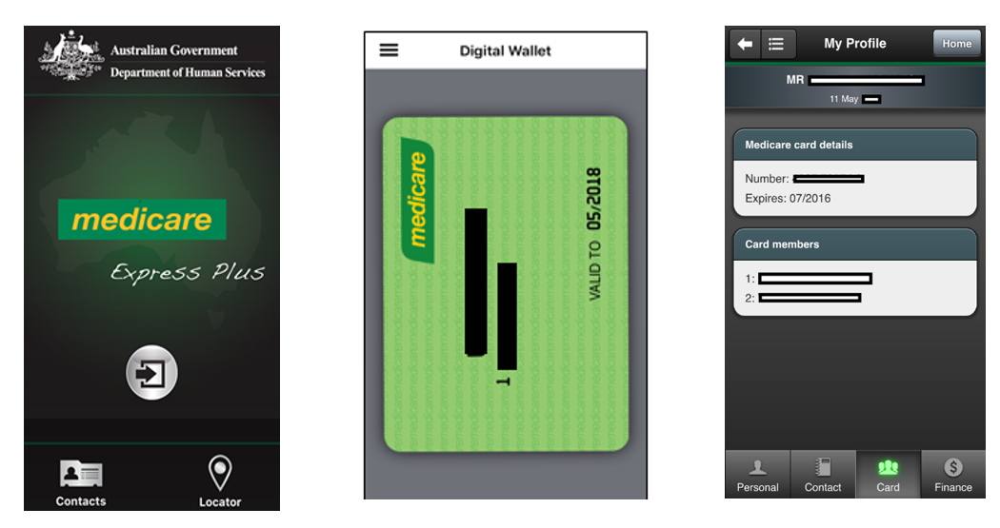 Australian Government
Department of Human Services
medicare
Express Plus
Contacts
Locator
Digital Wallet
medicare
1
VALID TO 05/2018
My Profile
Home
MR
11 May
Medicare card details
Number:
Expires: 07/2016
Card members
1:
2:
Personal
Contact
Card
Finance